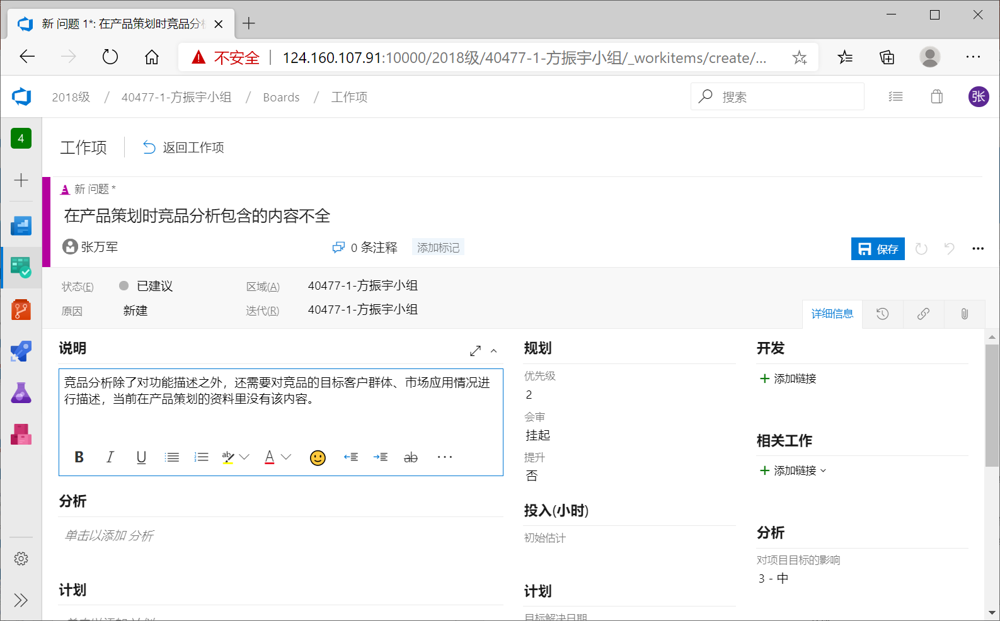 新 问题 1*: 在产品策划时竞品分析
不安全
124.160.107.91:10000/2018级/40477-1-方振宇小组/_workitems/create/...
2018级 / 40477-1-方振宇小组 / Boards / 工作项
搜索
张
4
工作项
返回工作项
新 问题 *
在产品策划时竞品分析包含的内容不全
张万军
0 条注释
添加标记
保存
状态(E)
已建议
区域(A)
40477-1-方振宇小组
原因
新建
迭代(R)
40477-1-方振宇小组
详细信息
说明
竞品分析除了对功能描述之外，还需要对竞品的目标客户群体、市场应用情况进
行描述，当前在产品策划的资料里没有该内容。
B I U ab A ab ...
分析
单击以添加 分析
计划
规划
优先级
2
会审
挂起
提升
否
投入(小时)
初始估计
计划
目标解决日期
开发
添加链接
相关工作
添加链接
分析
对项目目标的影响
3 - 中